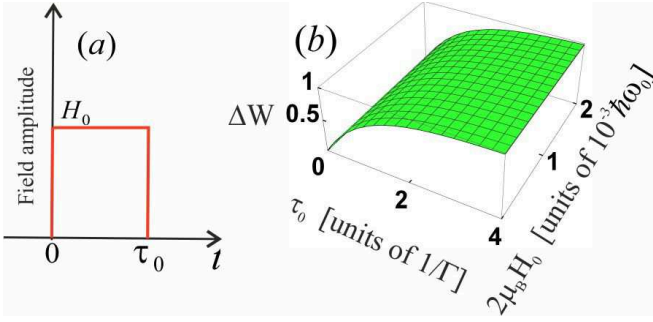 (a)
Field amplitude
H₀
0
τ₀
t
(b)
ΔW
1
0.5
0
2
4
τ₀ [units of 1/Γ]
2
1
2μ_BH₀ [units of 10⁻³ħω₀]